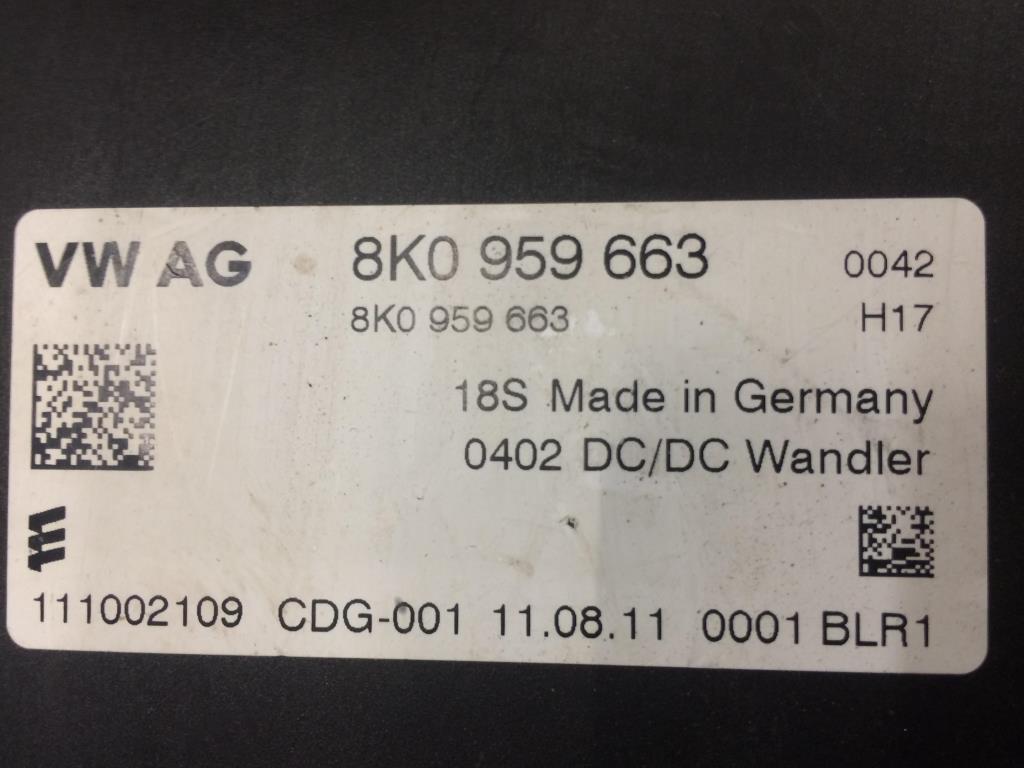 VW AG 8K0 959 663 0042
8K0 959 663 H17
18S Made in Germany
0402 DC/DC Wandler
111002109 CDG-001 11.08.11 0001 BLR1